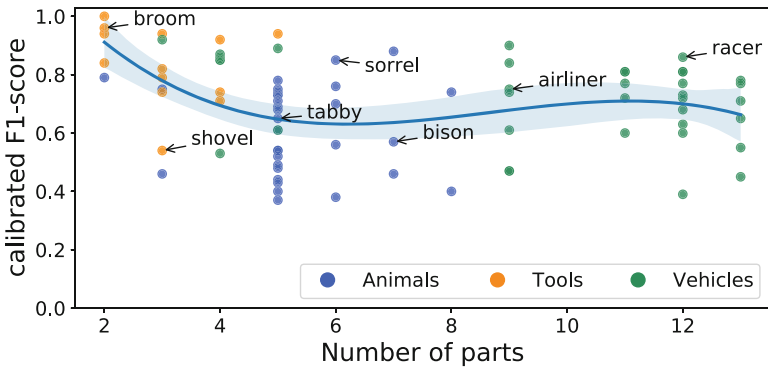 calibrated F1-score
1.0
0.8
0.6
0.4
0.2
0.0
broom
racer
sorrel
airliner
tabby
bison
shovel
Animals Tools Vehicles
2 4 6 8 10 12
Number of parts